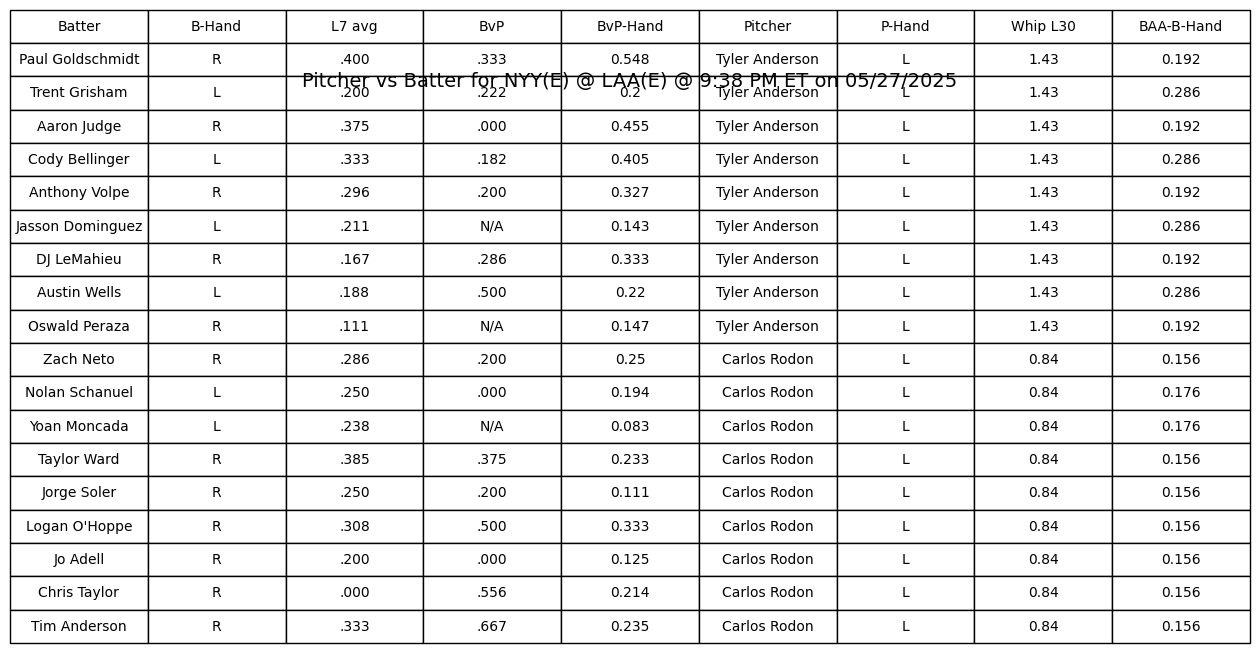 Batter B-Hand L7 avg BvP BvP-Hand Pitcher P-Hand Whip L30 BAA-B-Hand
Paul Goldschmidt R .400 .333 0.548 Tyler Anderson L 1.43 0.192
Pitcher vs Batter for NYY(E) @ LAA(E) @ 9:38 PM ET on 05/27/2025
Trent Grisham L .200 .222 0.2 Tyler Anderson L 1.43 0.286
Aaron Judge R .375 .000 0.455 Tyler Anderson L 1.43 0.192
Cody Bellinger L .333 .182 0.405 Tyler Anderson L 1.43 0.286
Anthony Volpe R .296 .200 0.327 Tyler Anderson L 1.43 0.192
Jasson Dominguez L .211 N/A 0.143 Tyler Anderson L 1.43 0.286
DJ LeMahieu R .167 .286 0.333 Tyler Anderson L 1.43 0.192
Austin Wells L .188 .500 0.22 Tyler Anderson L 1.43 0.286
Oswald Peraza R .111 N/A 0.147 Tyler Anderson L 1.43 0.192
Zach Neto R .286 .200 0.25 Carlos Rodon L 0.84 0.156
Nolan Schanuel L .250 .000 0.194 Carlos Rodon L 0.84 0.176
Yoan Moncada L .238 N/A 0.083 Carlos Rodon L 0.84 0.176
Taylor Ward R .385 .375 0.233 Carlos Rodon L 0.84 0.156
Jorge Soler R .250 .200 0.111 Carlos Rodon L 0.84 0.156
Logan O'Hoppe R .308 .500 0.333 Carlos Rodon L 0.84 0.156
Jo Adell R .200 .000 0.125 Carlos Rodon L 0.84 0.156
Chris Taylor R .000 .556 0.214 Carlos Rodon L 0.84 0.156
Tim Anderson R .333 .667 0.235 Carlos Rodon L 0.84 0.156